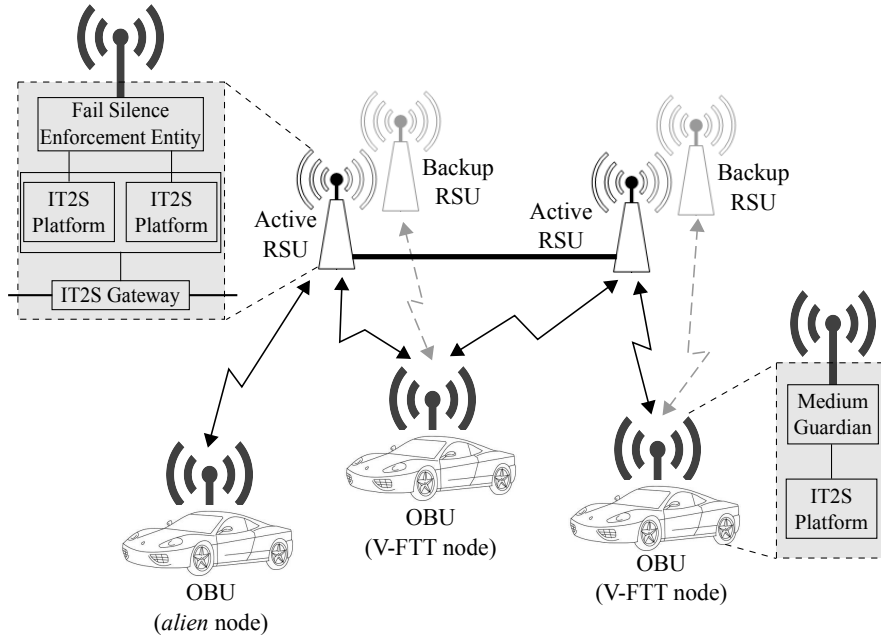 Fail Silence
Enforcement Entity
IT2S
Platform
IT2S
Platform
IT2S Gateway
Active
RSU
Backup
RSU
Active
RSU
Backup
RSU
Medium
Guardian
IT2S
Platform
OBU
(alien node)
OBU
(V-FTT node)
OBU
(V-FTT node)